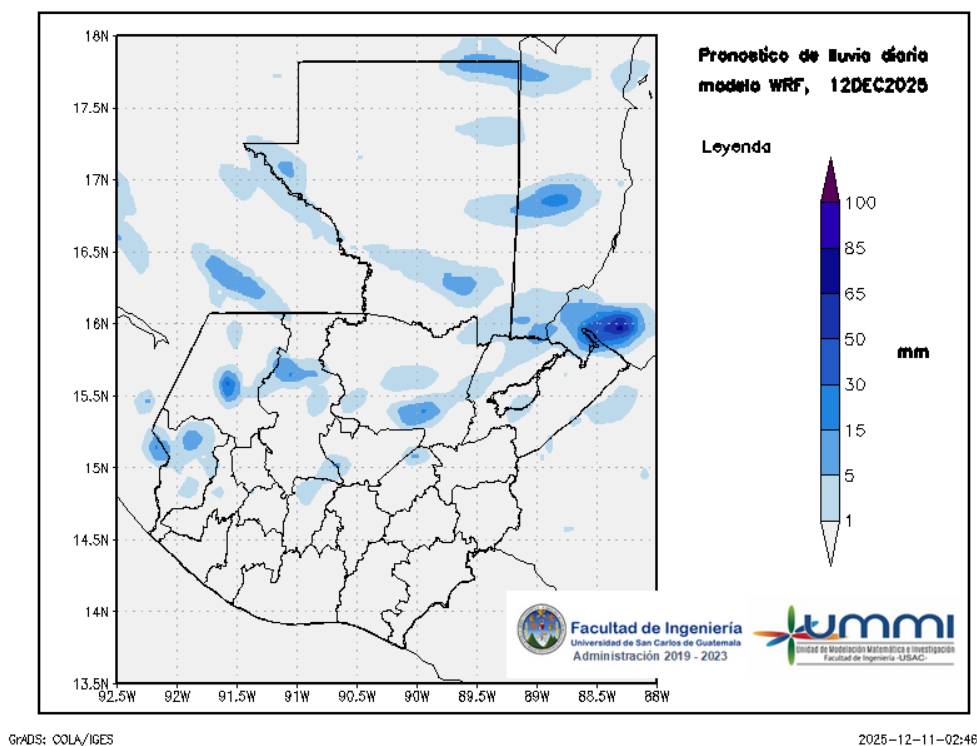 Pronostico de lluvia diaria
modelo WRF, 12DEC2025
Leyenda
100
85
65
50
30
15
5
1
mm
18N
17.5N
17N
16.5N
16N
15.5N
15N
14.5N
14N
13.5N
92.5W 92W 91.5W 91W 90.5W 90W 89.5W 89W 88.5W 88W
Facultad de Ingeniería
Universidad de San Carlos de Guatemala
Administración 2019 - 2023
UMMI
Unidad de Modelación Matemática e Investigación
Facultad de Ingeniería -USAC-
GrADS: COLA/IGES
2025-12-11-02:46